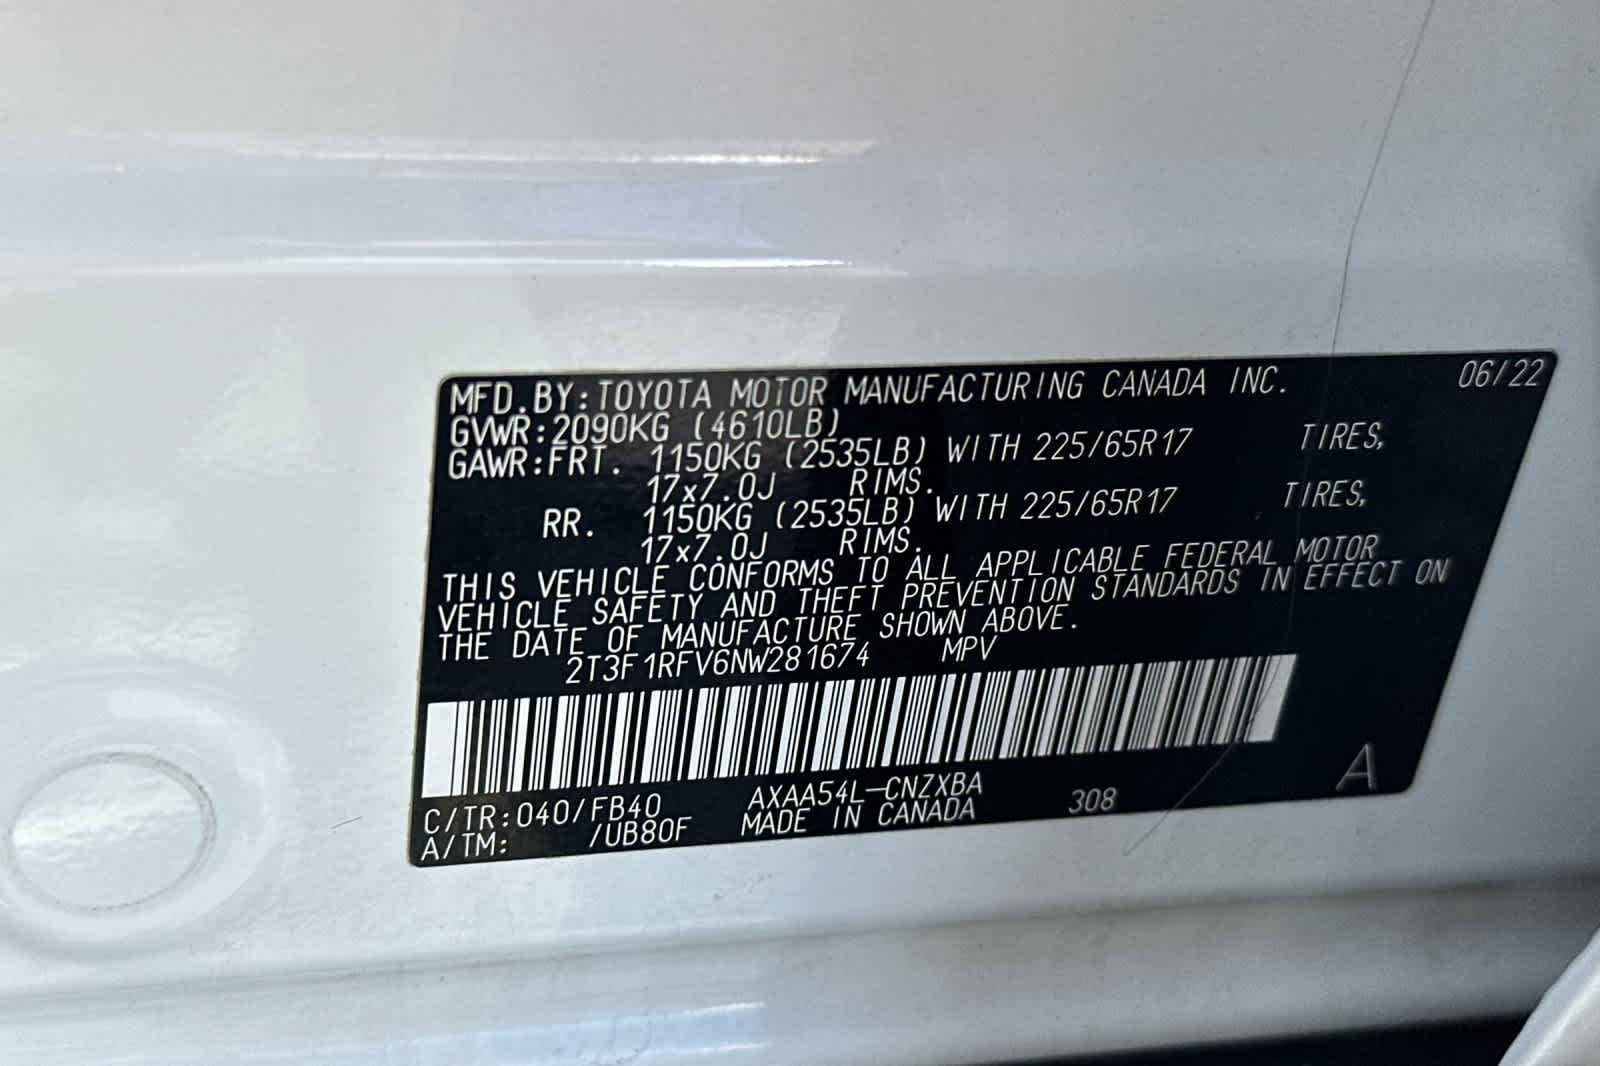 06/22
MFD.BY:TOYOTA MOTOR MANUFACTURING CANADA INC.
GVWR:2090KG (4610LB)
GAWR:FRT. 1150KG (2535LB) WITH 225/65R17 TIRES,
17x7.0J RIMS.
RR. 1150KG (2535LB) WITH 225/65R17 TIRES,
17x7.0J RIMS.
THIS VEHICLE CONFORMS TO ALL APPLICABLE FEDERAL MOTOR
VEHICLE SAFETY AND THEFT PREVENTION STANDARDS IN EFFECT ON
THE DATE OF MANUFACTURE SHOWN ABOVE.
2T3F1RFV6NW281674 MPV
C/TR:040/FB40 AXAA54L-CNZXBA 308 A
A/TM: /UB80F MADE IN CANADA